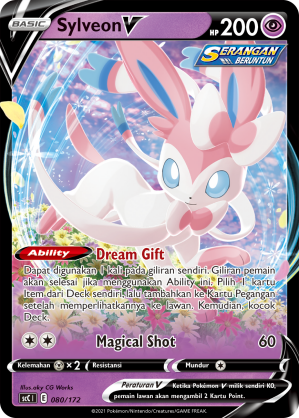 BASIC Sylveon V HP 200
SERANGAN
BERUNTUN
Ability Dream Gift
Dapat digunakan 1 kali pada giliran sendiri. Giliran pemain
akan selesai jika menggunakan Ability ini. Pilih 1 kartu
Item dari Deck sendiri, lalu tambahkan ke Kartu Pegangan
setelah memperlihatkannya ke lawan. Kemudian, kocok
Deck.
Magical Shot 60
Kelemahan ×2 Resistansi Mundur
Illus. aky CG Works
Peraturan V Ketika Pokémon V milik sendiri KO,
pemain lawan akan mengambil 2 Kartu Point.
E 080/172
©2021 Pokémon/Nintendo/Creatures/GAME FREAK.